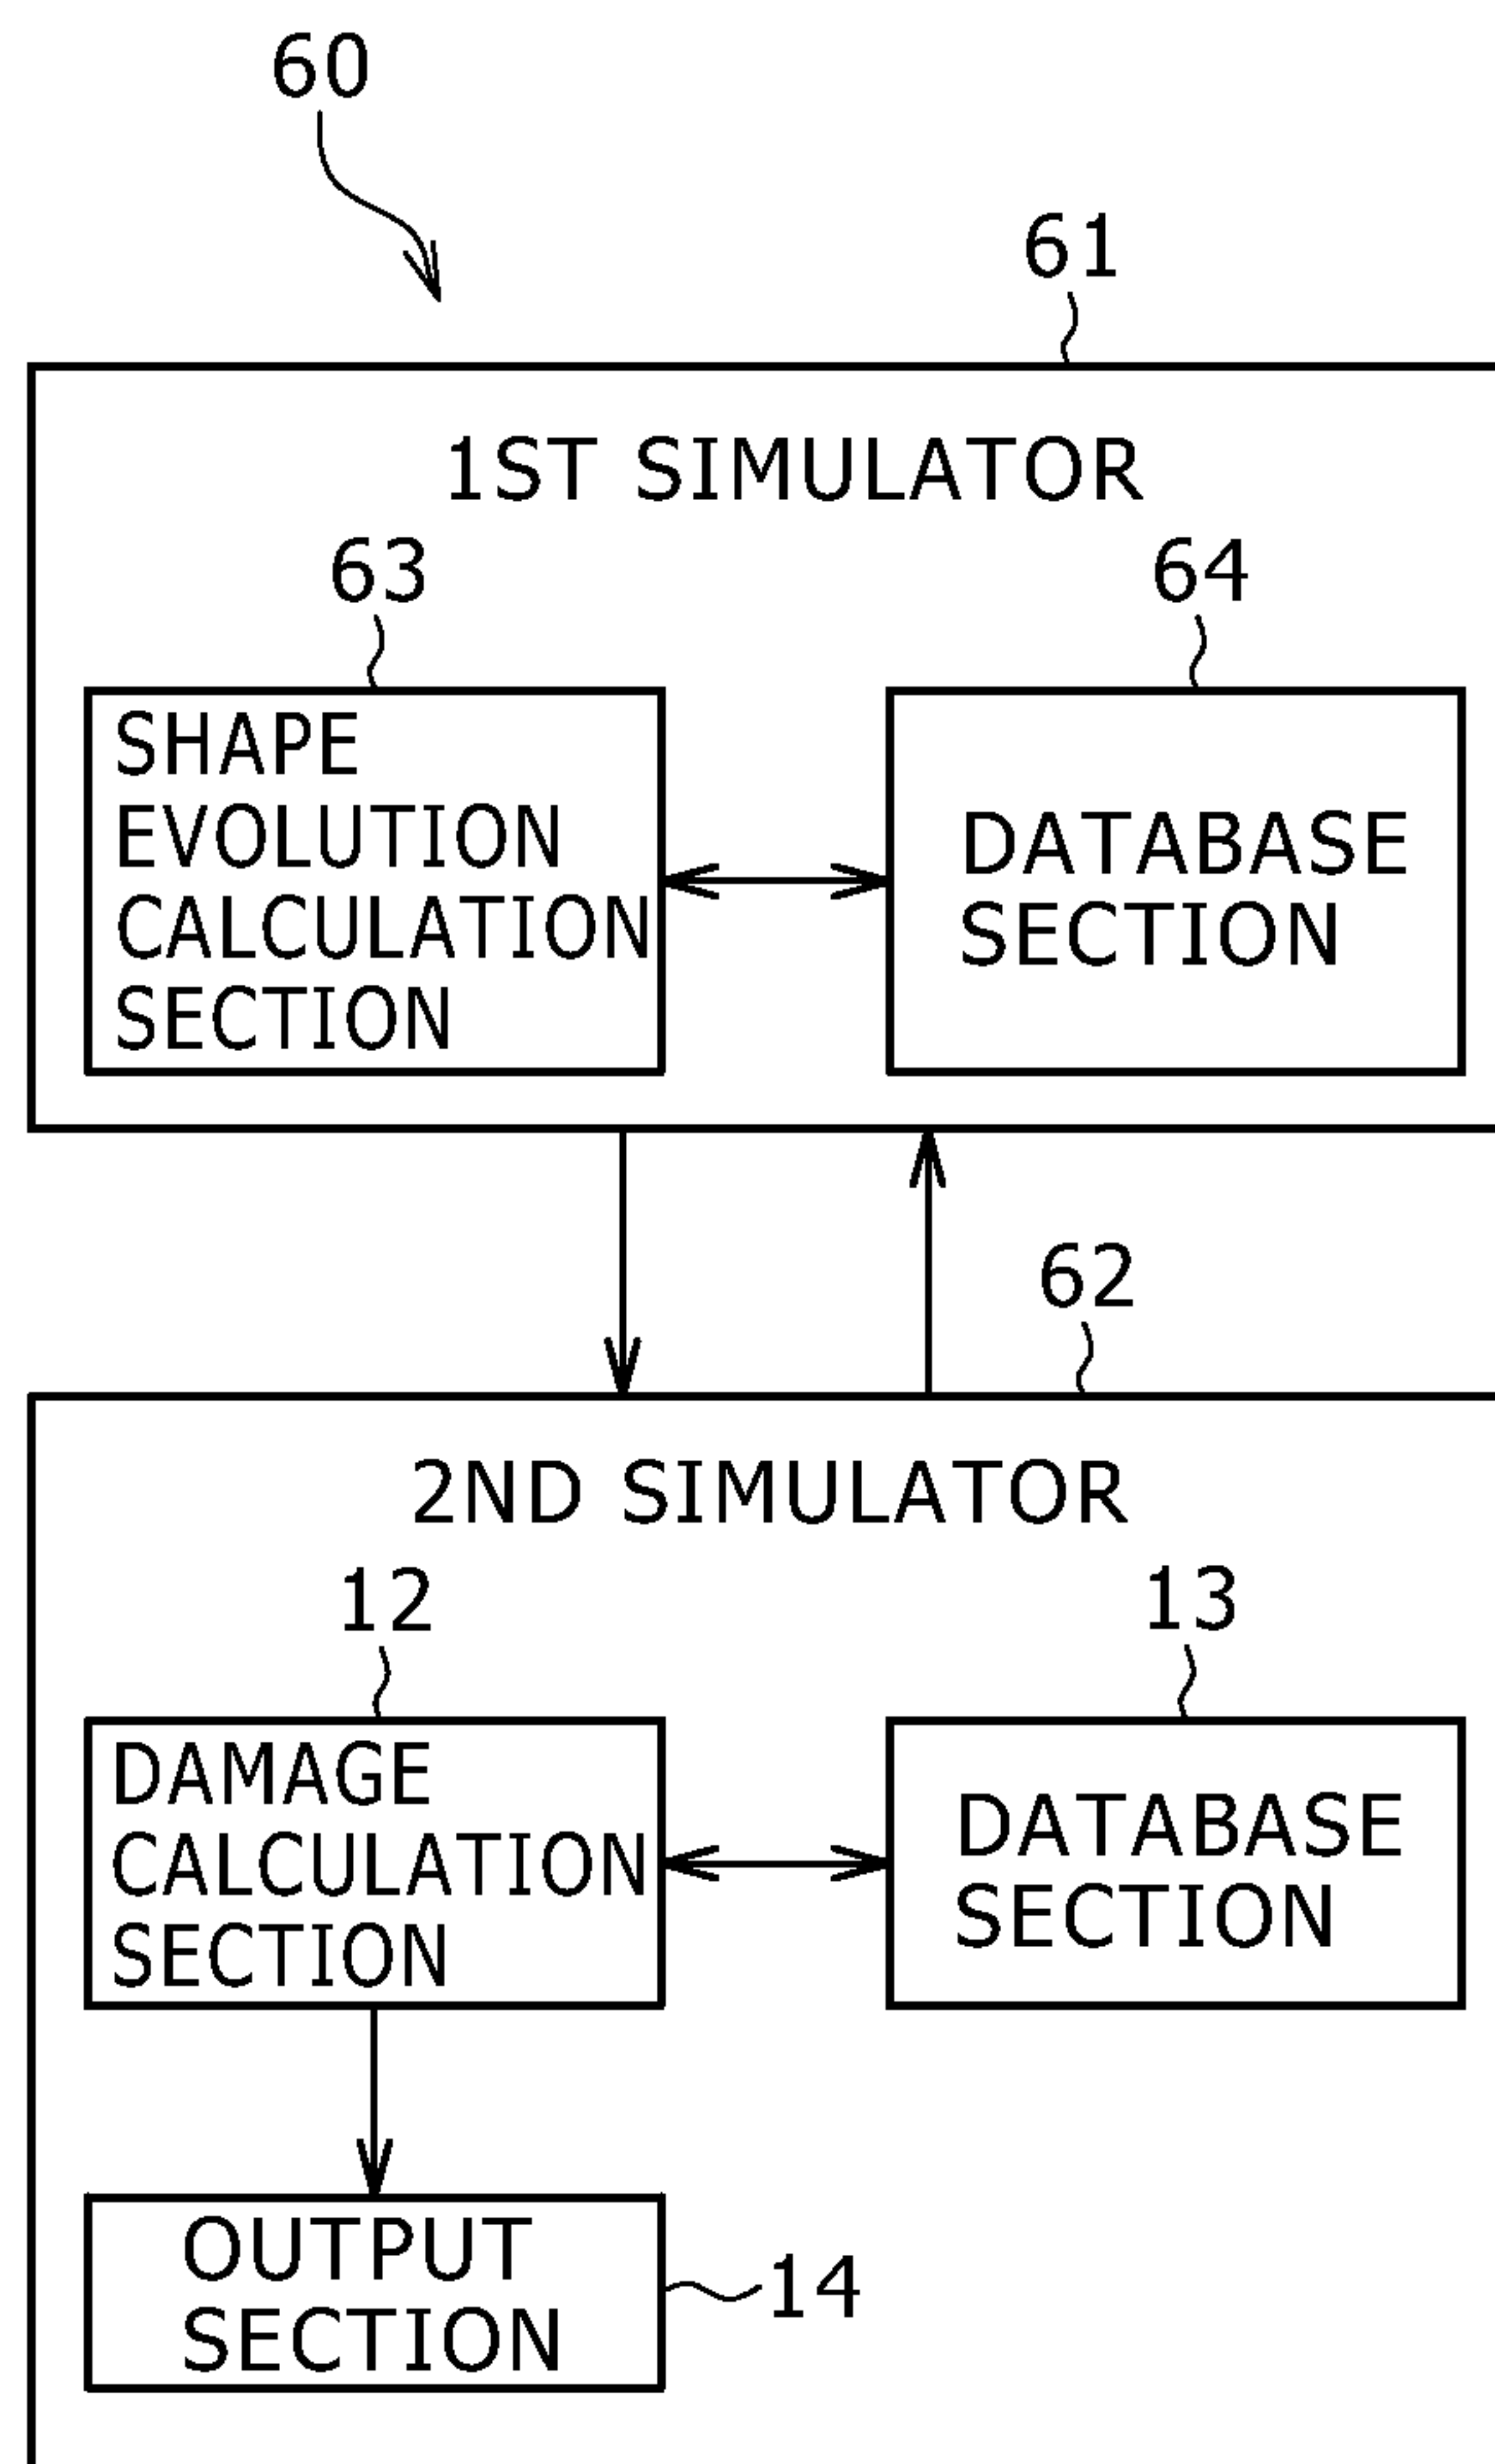 60
61
1ST SIMULATOR
63
64
SHAPE
EVOLUTION
CALCULATION
SECTION
DATABASE
SECTION
62
2ND SIMULATOR
12
13
DAMAGE
CALCULATION
SECTION
DATABASE
SECTION
OUTPUT
SECTION
14